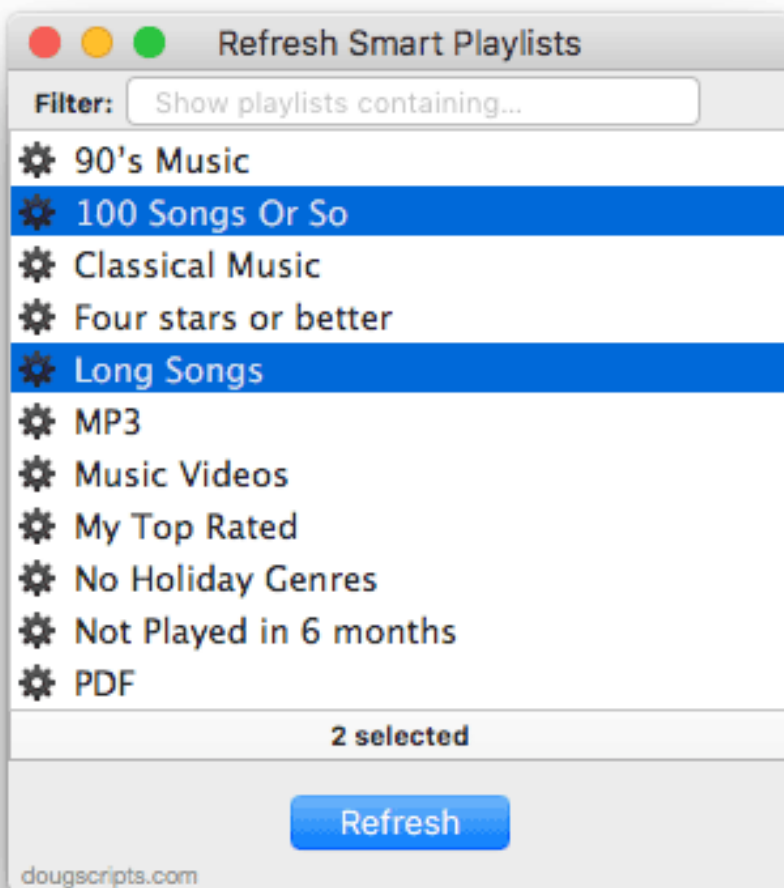 Refresh Smart Playlists
Filter: Show playlists containing...
90's Music
100 Songs Or So
Classical Music
Four stars or better
Long Songs
MP3
Music Videos
My Top Rated
No Holiday Genres
Not Played in 6 months
PDF
2 selected
Refresh
dougscripts.com